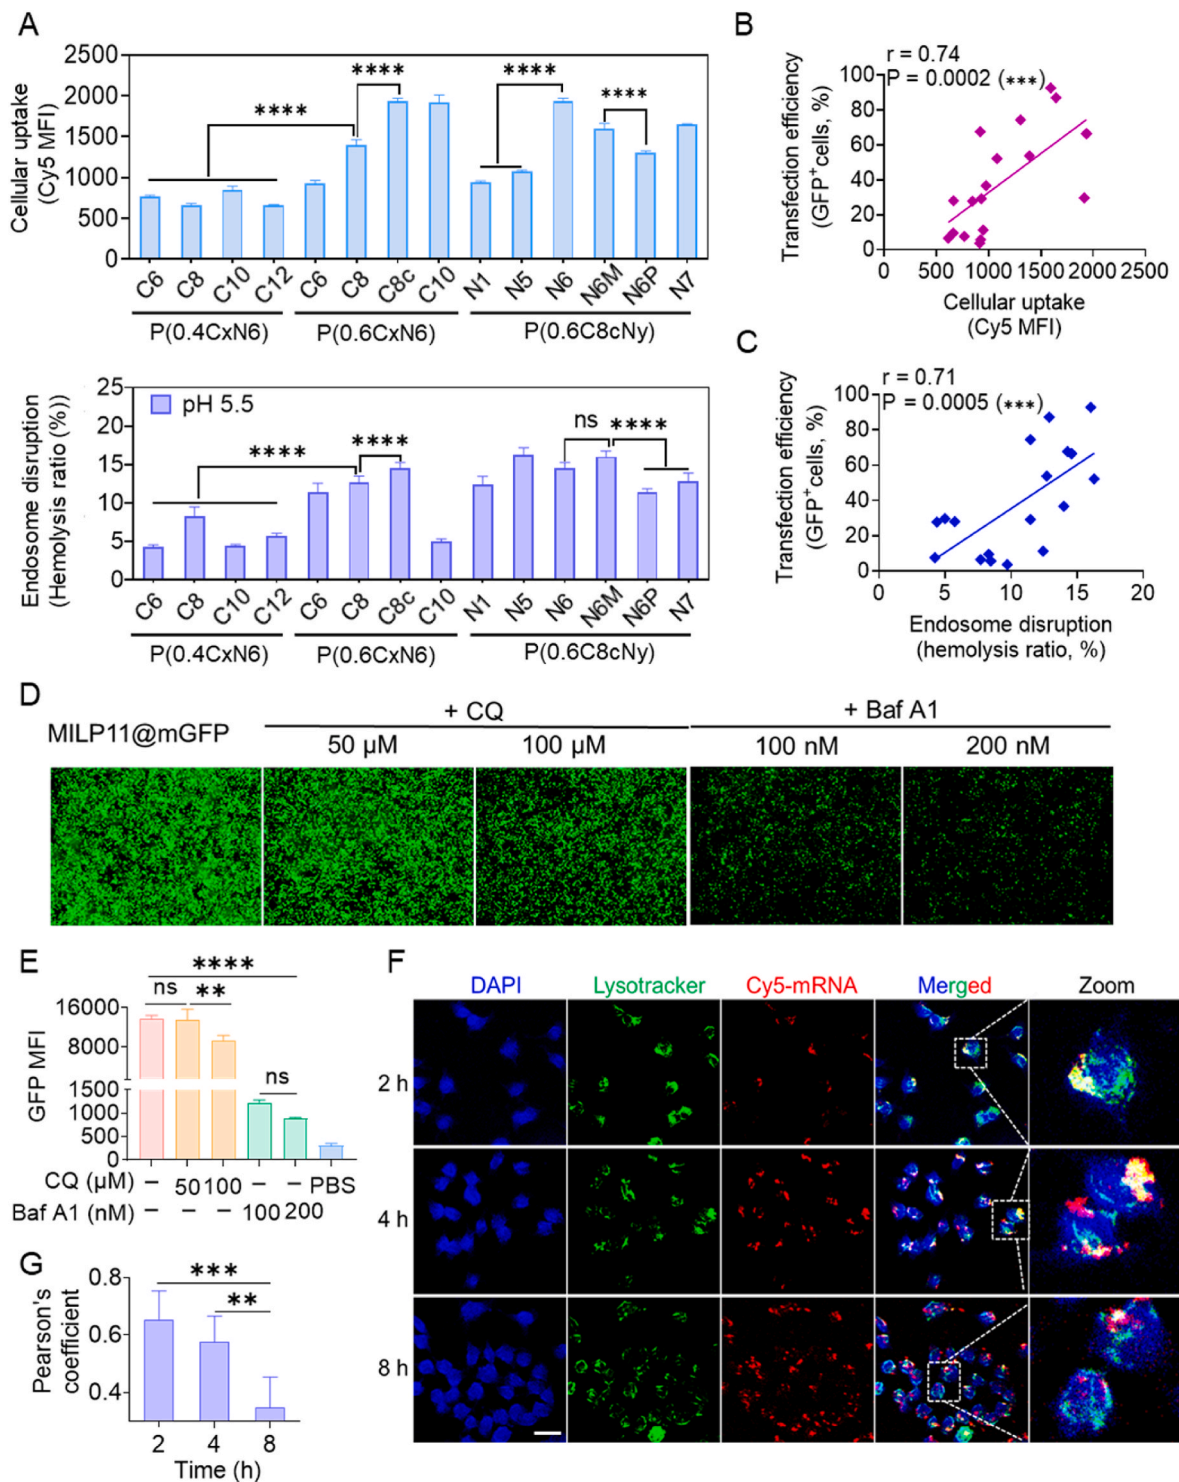 A
Cellular uptake
(Cy5 MFI)
2500
2000
1500
1000
500
0
****
****
****
****
C6 C8 C10 C12 C6 C8 C8c C10 N1 N5 N6 N6M N6P N7
P(0.4CxN6) P(0.6CxN6) P(0.6C8cNy)
Endosome disruption
(Hemolysis ratio (%))
25
20
15
10
5
0
pH 5.5
****
****
ns
****
C6 C8 C10 C12 C6 C8 C8c C10 N1 N5 N6 N6M N6P N7
P(0.4CxN6) P(0.6CxN6) P(0.6C8cNy)
B
r = 0.74
P = 0.0002 (***)
Transfection efficiency
(GFP⁺cells, %)
100
80
60
40
20
0
0 500 1000 1500 2000 2500
Cellular uptake
(Cy5 MFI)
C
r = 0.71
P = 0.0005 (***)
Transfection efficiency
(GFP⁺cells, %)
100
80
60
40
20
0
0 5 10 15 20
Endosome disruption
(hemolysis ratio, %)
D
+ CQ + Baf A1
MILP11@mGFP
50 µM 100 µM 100 nM 200 nM
E
****
ns **
ns
GFP MFI
16000
8000
1500
1000
500
0
CQ (µM) – 50 100 – – PBS
Baf A1 (nM) – – – 100 200
F
DAPI Lysotracker Cy5-mRNA Merged Zoom
2 h
4 h
8 h
G
***
**
Pearson's
coefficient
0.8
0.6
0.4
2 4 8
Time (h)